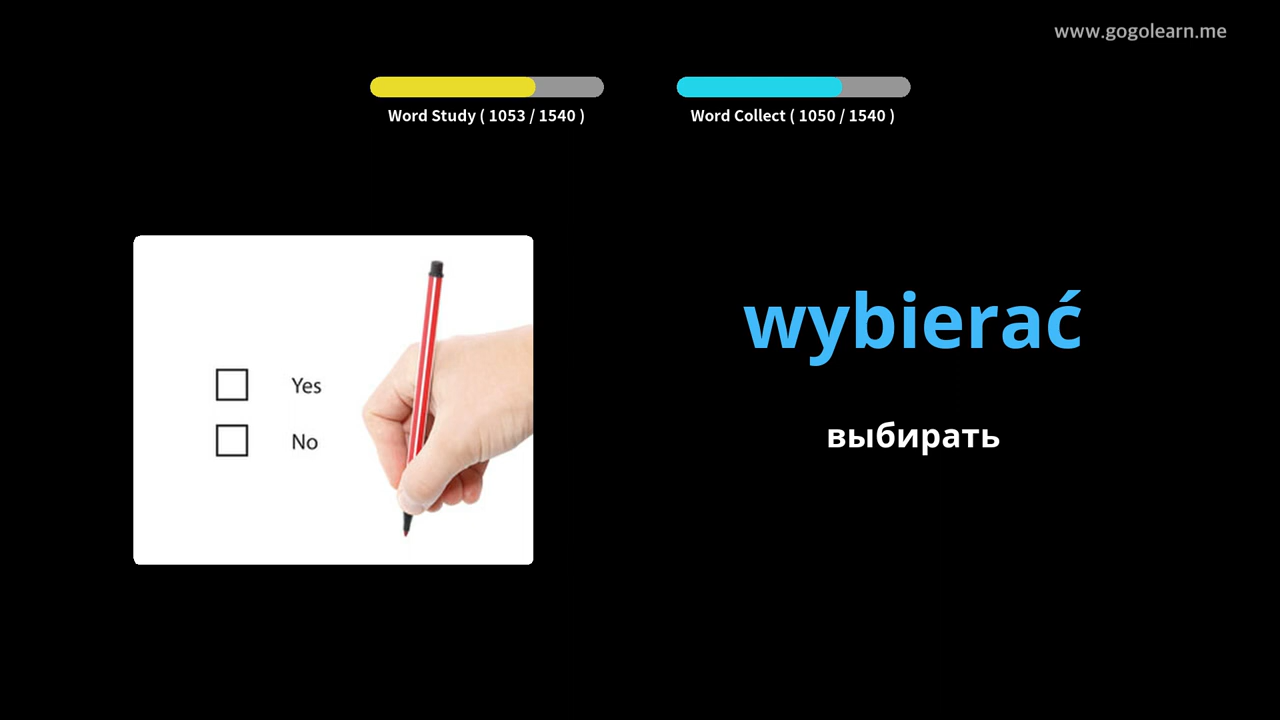 www.gogolearn.me
Word Study ( 1053 / 1540 )
Word Collect ( 1050 / 1540 )
wybierać
выбирать
Yes
No